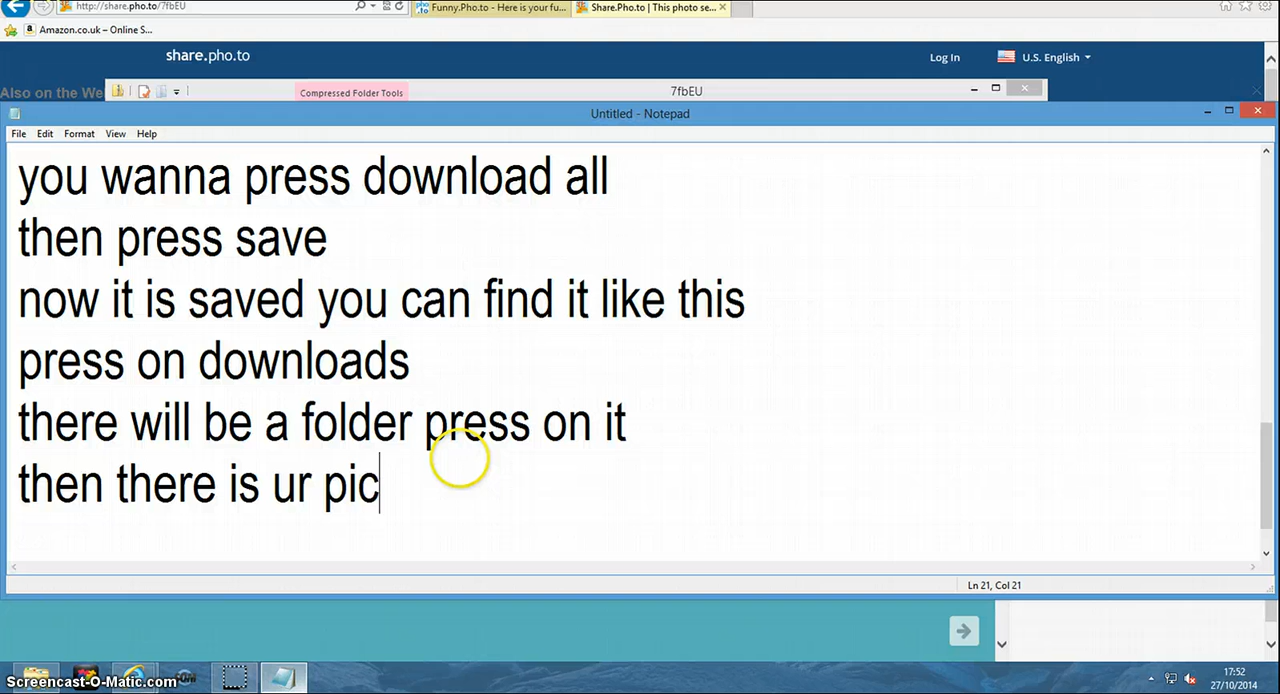 http://share.pho.to/7fbEU
Funny.Pho.to - Here is your fu...
Share.Pho.to | This photo se...
Amazon.co.uk – Online S...
share.pho.to
Log In
U.S. English
Also on the We
Compressed Folder Tools
7fbEU
Untitled - Notepad
File Edit Format View Help
you wanna press download all
then press save
now it is saved you can find it like this
press on downloads
there will be a folder press on it
then there is ur pic
Ln 21, Col 21
Screencast-O-Matic.com
17:52
27/10/2014